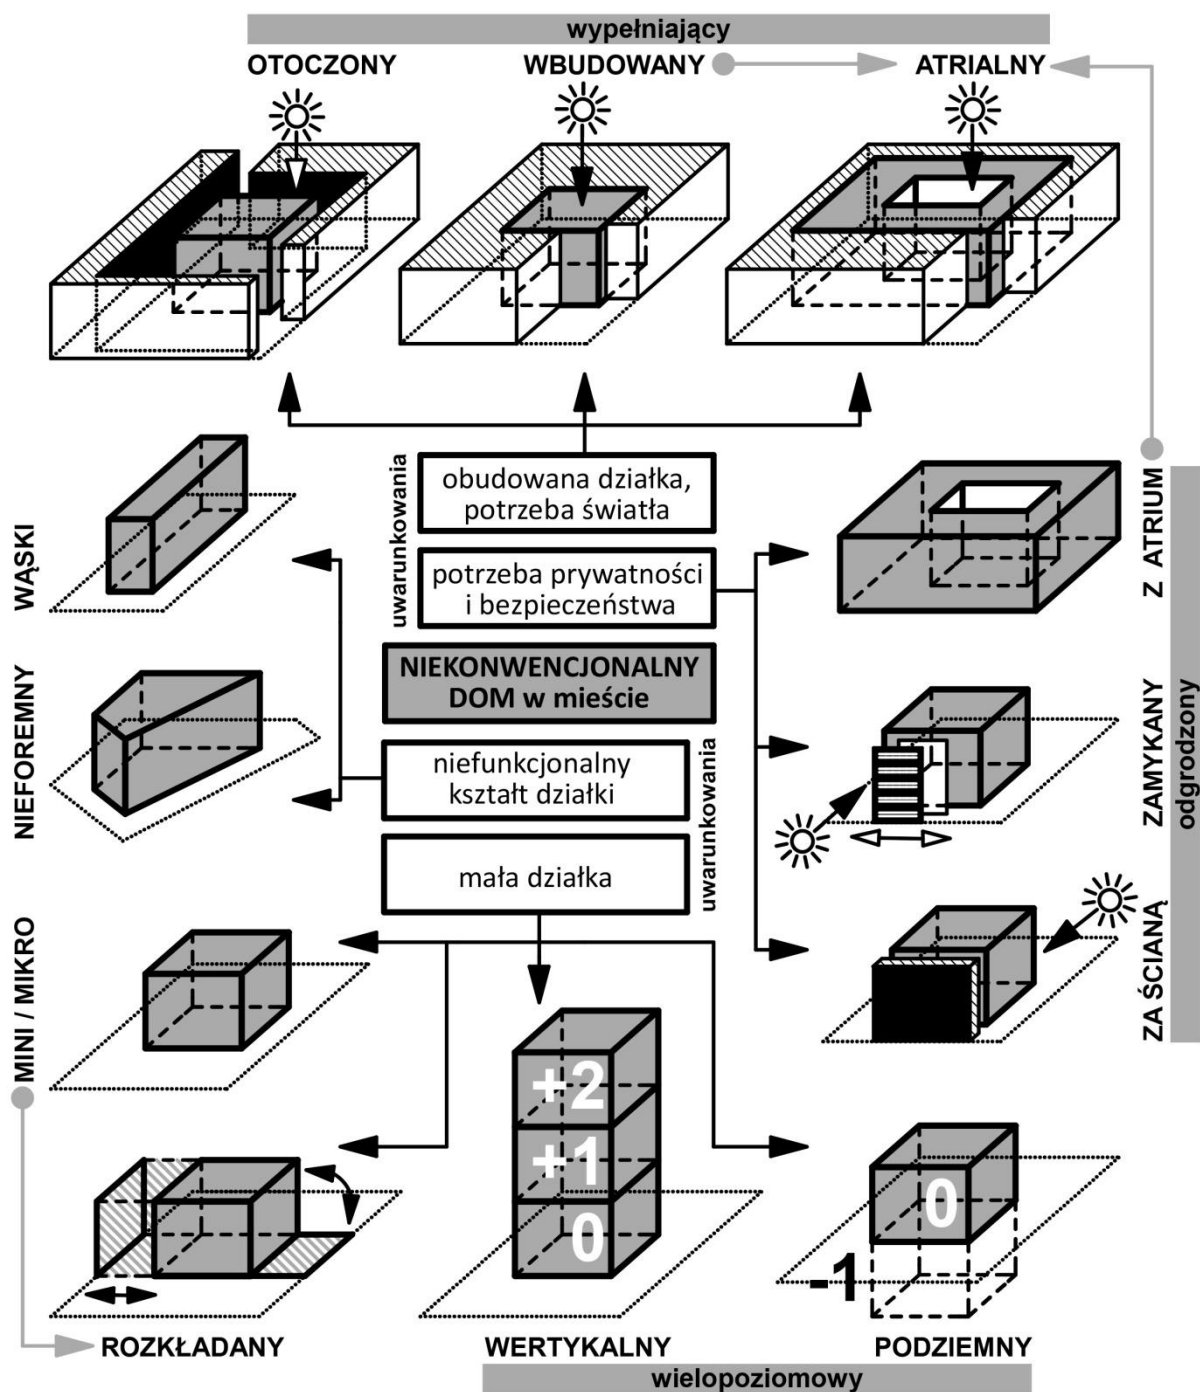 wypełniający
OTOCZONY
WBUDOWANY
ATRIALNY
uwarunkowania
obudowana działka,
potrzeba światła
potrzeba prywatności
i bezpieczeństwa
WĄSKI
Z ATRIUM
NIEKONWENCJONALNY
DOM w mieście
NIEFOREMNY
ZAMYKANY
odgrodzony
niefunkcjonalny
kształt działki
uwarunkowania
mała działka
MINI / MIKRO
ZA ŚCIANĄ
+2
+1
0
0
-1
ROZKŁADANY
WERTYKALNY
PODZIEMNY
wielopoziomowy